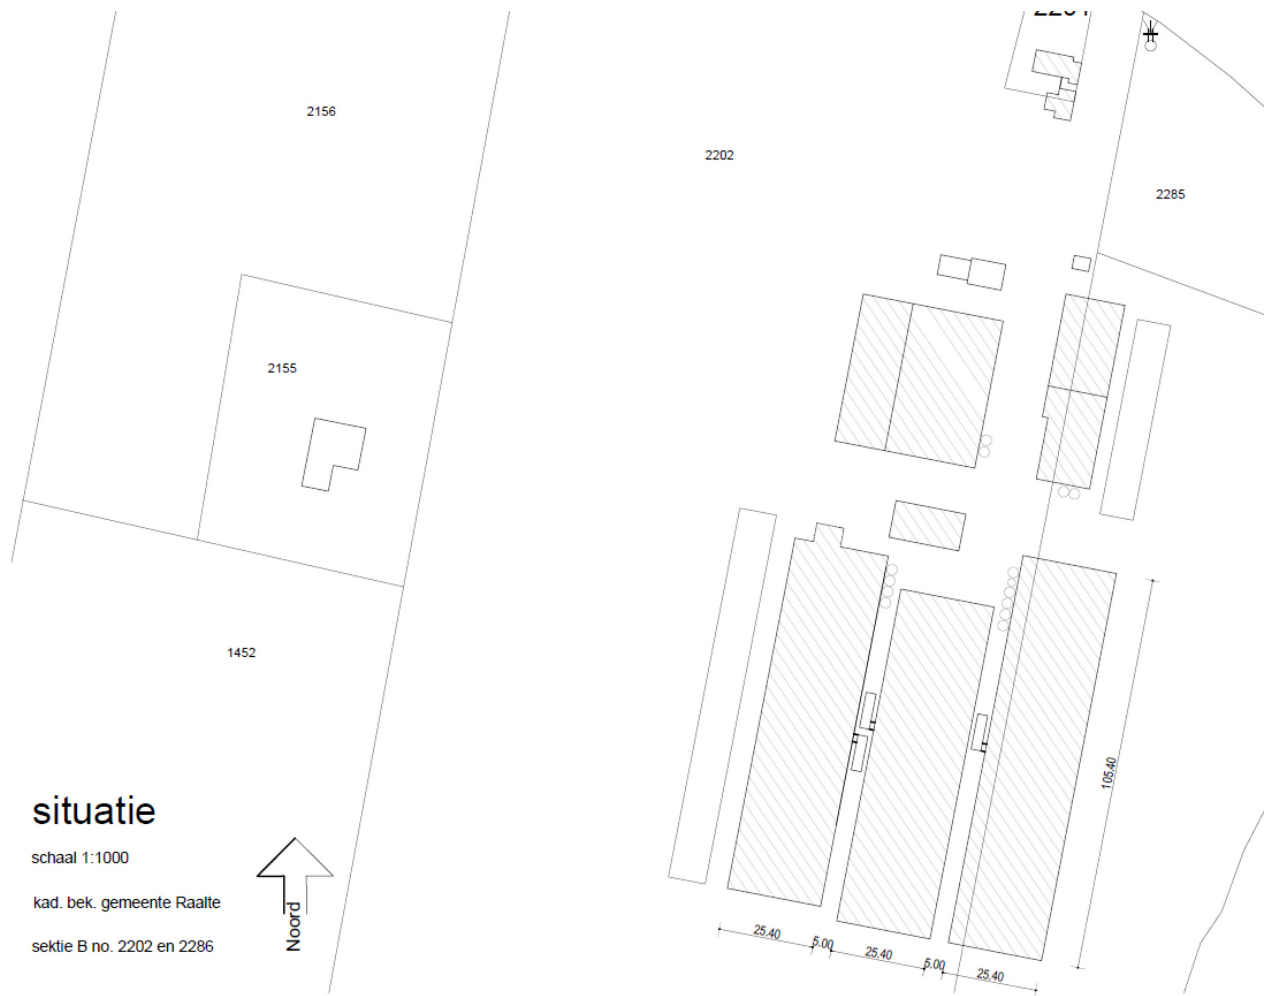 2156
2202
2285
2155
1452
situatie
schaal 1:1000
kad. bek. gemeente Raalte
sektie B no. 2202 en 2286
Noord
105.40
25.40
5.00
25.40
5.00
25.40